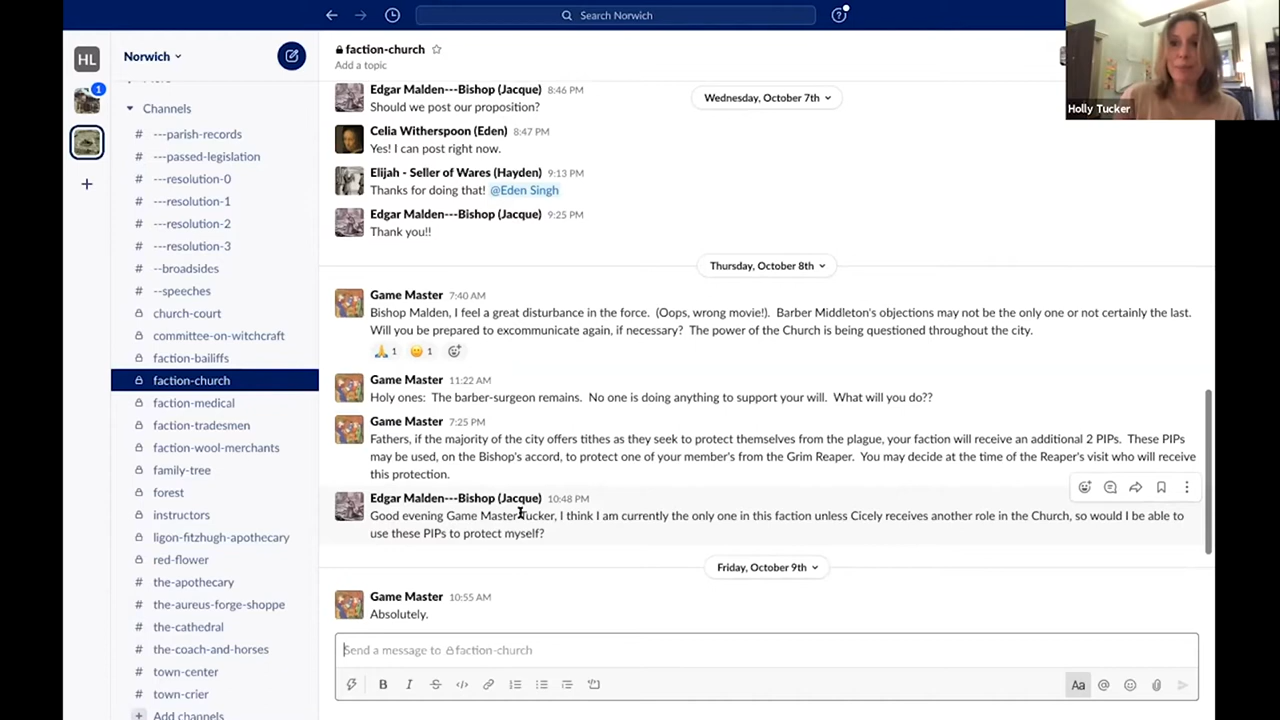 Search Norwich
HL
1
Norwich
Channels
# ---parish-records
# ---passed-legislation
# ---resolution-0
# ---resolution-1
# ---resolution-2
# ---resolution-3
# --broadsides
# --speeches
church-court
committee-on-witchcraft
faction-bailiffs
faction-church
faction-medical
faction-tradesmen
faction-wool-merchants
family-tree
forest
instructors
ligon-fitzhugh-apothecary
red-flower
# the-apothecary
# the-aureus-forge-shoppe
# the-cathedral
# the-coach-and-horses
# town-center
# town-crier
+ Add channels
faction-church
Add a topic
Wednesday, October 7th
Edgar Malden---Bishop (Jacque) 8:46 PM
Should we post our proposition?
Celia Witherspoon (Eden) 8:47 PM
Yes! I can post right now.
Elijah - Seller of Wares (Hayden) 9:13 PM
Thanks for doing that! @Eden Singh
Edgar Malden---Bishop (Jacque) 9:25 PM
Thank you!!
Thursday, October 8th
Game Master 7:40 AM
Bishop Malden, I feel a great disturbance in the force. (Oops, wrong movie!). Barber Middleton's objections may not be the only one or not certainly the last.
Will you be prepared to excommunicate again, if necessary? The power of the Church is being questioned throughout the city.
1 1
Game Master 11:22 AM
Holy ones: The barber-surgeon remains. No one is doing anything to support your will. What will you do??
Game Master 7:25 PM
Fathers, if the majority of the city offers tithes as they seek to protect themselves from the plague, your faction will receive an additional 2 PIPs. These PIPs
may be used, on the Bishop's accord, to protect one of your member's from the Grim Reaper. You may decide at the time of the Reaper's visit who will receive
this protection.
Edgar Malden---Bishop (Jacque) 10:48 PM
Good evening Game Master Tucker, I think I am currently the only one in this faction unless Cicely receives another role in the Church, so would I be able to
use these PIPs to protect myself?
Friday, October 9th
Game Master 10:55 AM
Absolutely.
Send a message to faction-church
B I S </> Aa @
Holly Tucker